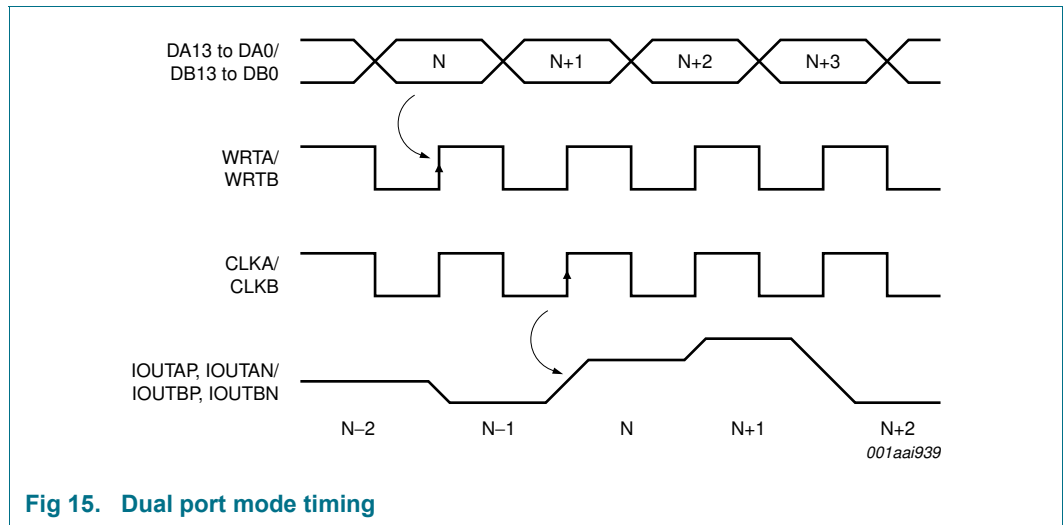 DA13 to DA0/
DB13 to DB0
N
N+1
N+2
N+3
WRTA/
WRTB
CLKA/
CLKB
IOUTAP, IOUTAN/
IOUTBP, IOUTBN
N−2
N−1
N
N+1
N+2
001aai939
Fig 15. Dual port mode timing